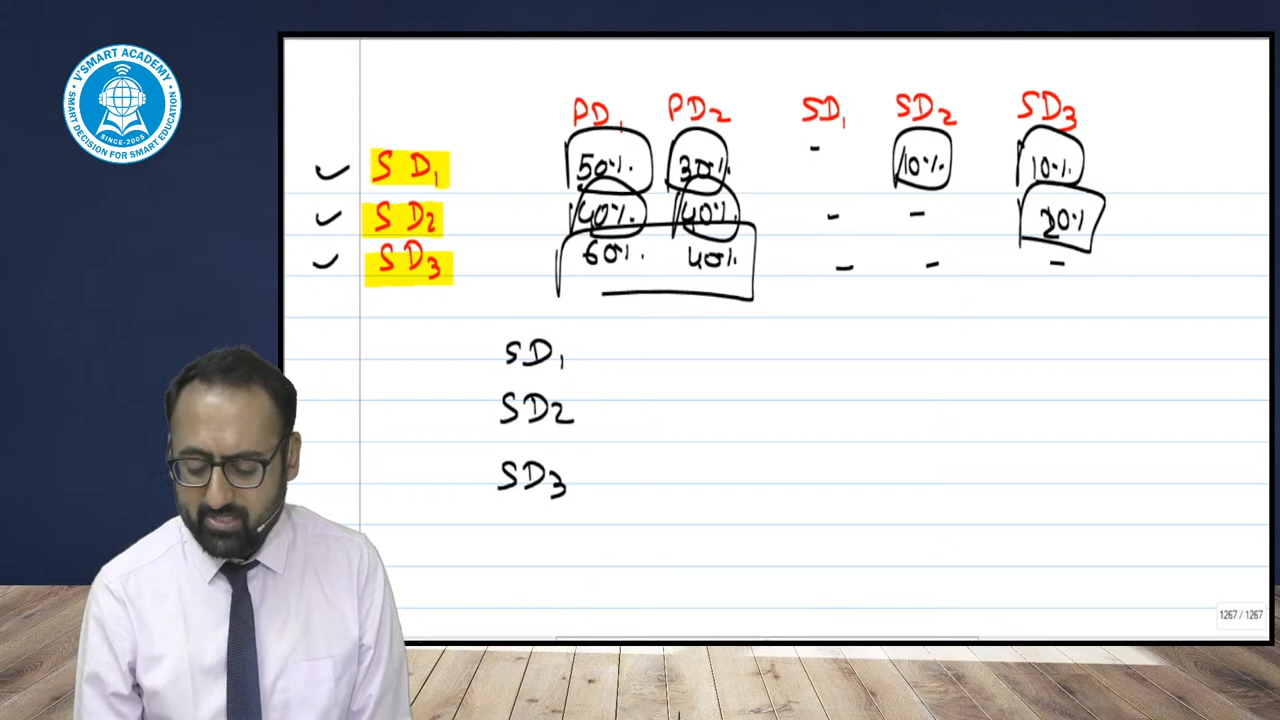 V'SMART ACADEMY
SINCE-2005
SMART DECISION FOR SMART EDUCATION
PD1 PD2 SD1 SD2 SD3
SD1 50% 30% - 10% 10%
SD2 40% 40% - - 20%
SD3 60% 40% - - -
SD1
SD2
SD3
1267 / 1267